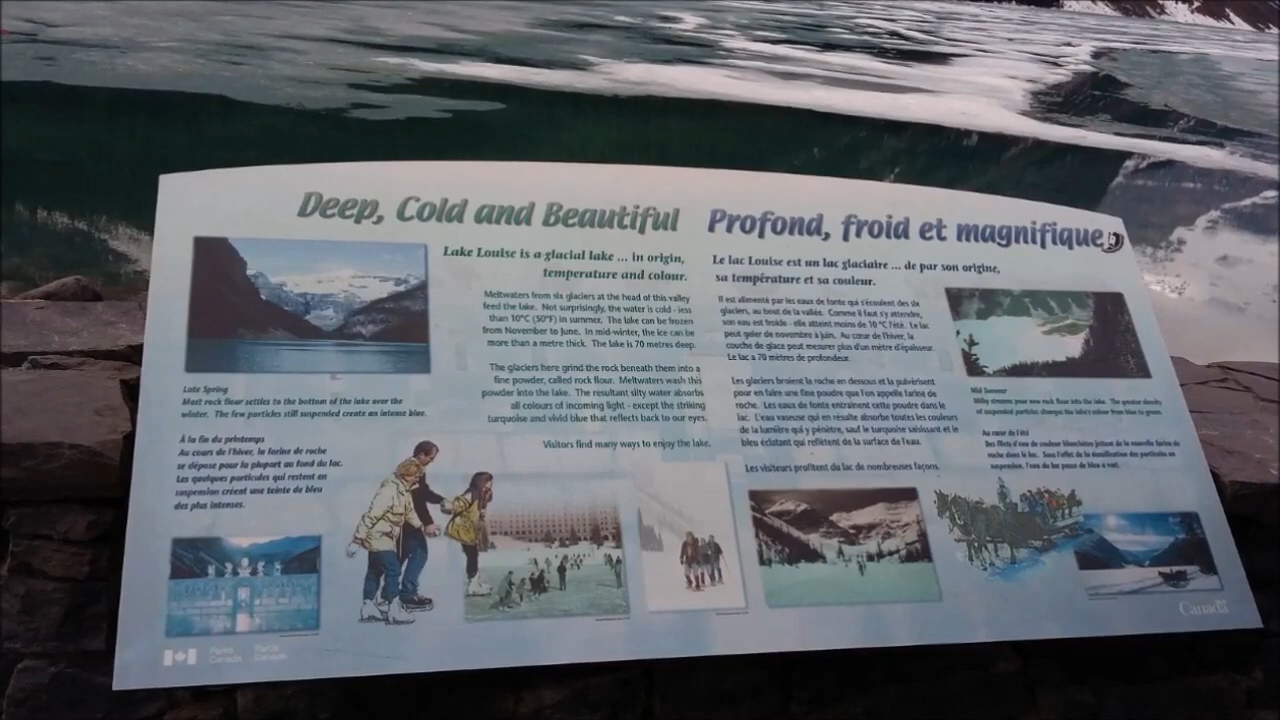 Deep, Cold and Beautiful
Lake Louise is a glacial lake ... in origin,
temperature and colour.
Meltwaters from six glaciers at the head of this valley
feed the lake. Not surprisingly, the water is cold - less
than 10°C (50°F) in summer. The lake can be frozen
from November to June. In mid-winter, the ice can be
more than a metre thick. The lake is 70 metres deep.
The glaciers here grind the rock beneath them into a
fine powder, called rock flour. Meltwaters wash this
powder into the lake. The resultant silty water absorbs
all colours of incoming light - except the striking
turquoise and vivid blue that reflects back to our eyes.
Visitors find many ways to enjoy the lake.
Late Spring
Most rock flour settles to the bottom of the lake over the
winter. The few particles still suspended create an intense blue.
À la fin du printemps
Au cours de l'hiver, la farine de roche
se dépose pour la plupart au fond du lac.
Les quelques particules qui restent en
suspension créent une teinte de bleu
des plus intenses.
Profond, froid et magnifique
Le lac Louise est un lac glaciaire ... de par son origine,
sa température et sa couleur.
Il est alimenté par les eaux de fonte qui s'écoulent des six
glaciers, au bout de la vallée. Comme il faut s'y attendre,
son eau est froide - elle atteint moins de 10 °C l'été. Le lac
peut geler de novembre à juin. Au cœur de l'hiver, la
couche de glace peut mesurer plus d'un mètre d'épaisseur.
Le lac a 70 mètres de profondeur.
Les glaciers broient la roche en dessous et la pulvérisent
pour en faire une fine poudre que l'on appelle farine de
roche. Les eaux de fonte entraînent cette poudre dans le
lac. L'eau vaseuse qui en résulte absorbe toutes les couleurs
de la lumière qui y pénètre, sauf le turquoise saisissant et le
bleu éclatant qui reflètent de la surface de l'eau.
Les visiteurs profitent du lac de nombreuses façons.
Mid Summer
Milky streams pour new rock flour into the lake. The greater density
of suspended particles changes the lake's colour from blue to green.
Au cœur de l'été
Des filets d'eau de couleur blanchâtre jettent de la nouvelle farine de
roche dans le lac. Sous l'effet de la densification des particules en
suspension, l'eau du lac passe de bleu à vert.
Parks Parcs
Canada Canada
Canada